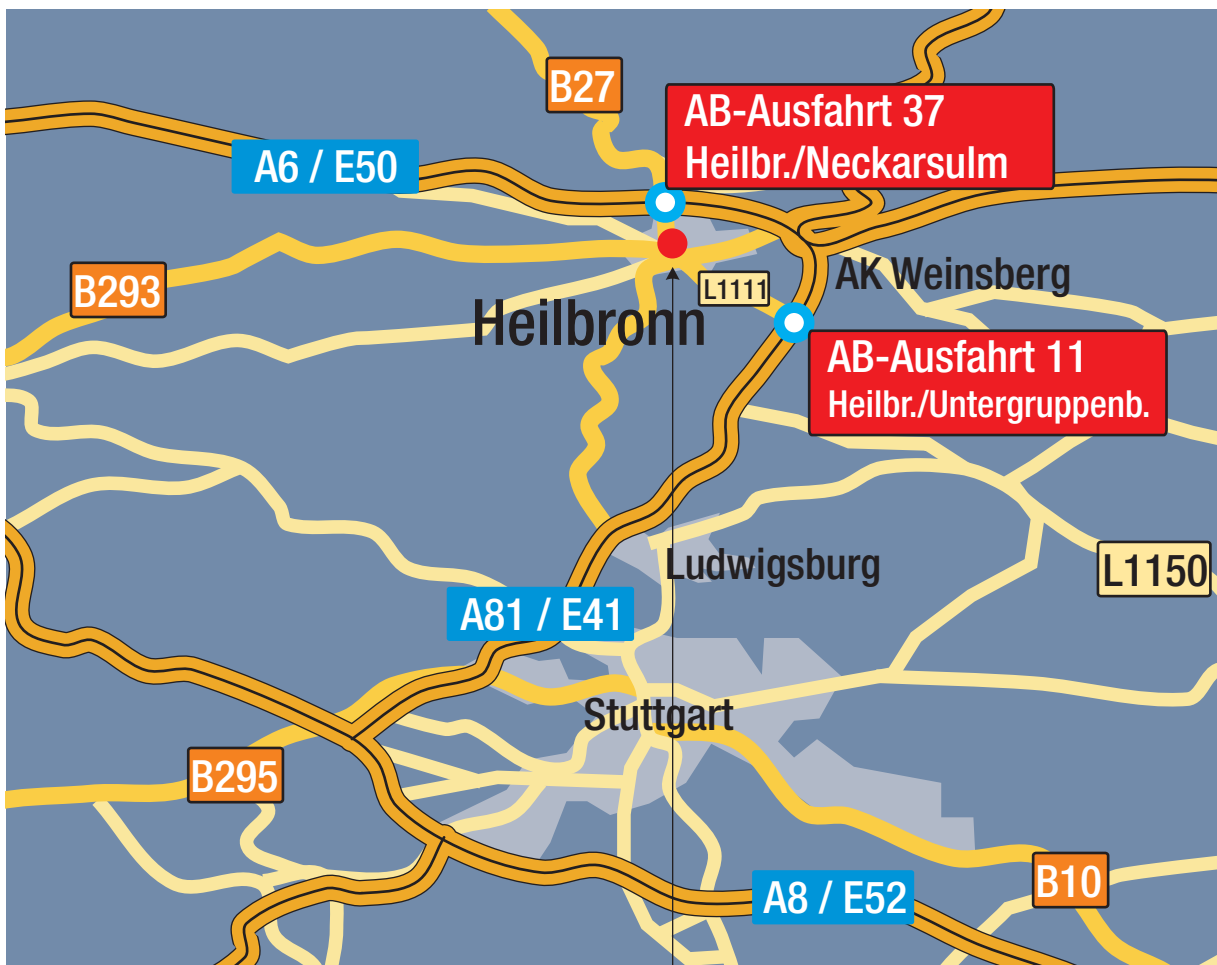 B27
AB-Ausfahrt 37
Heilbr./Neckarsulm
A6 / E50
B293
L1111
AK Weinsberg
Heilbronn
AB-Ausfahrt 11
Heilbr./Untergruppenb.
Ludwigsburg
L1150
A81 / E41
Stuttgart
B295
B10
A8 / E52